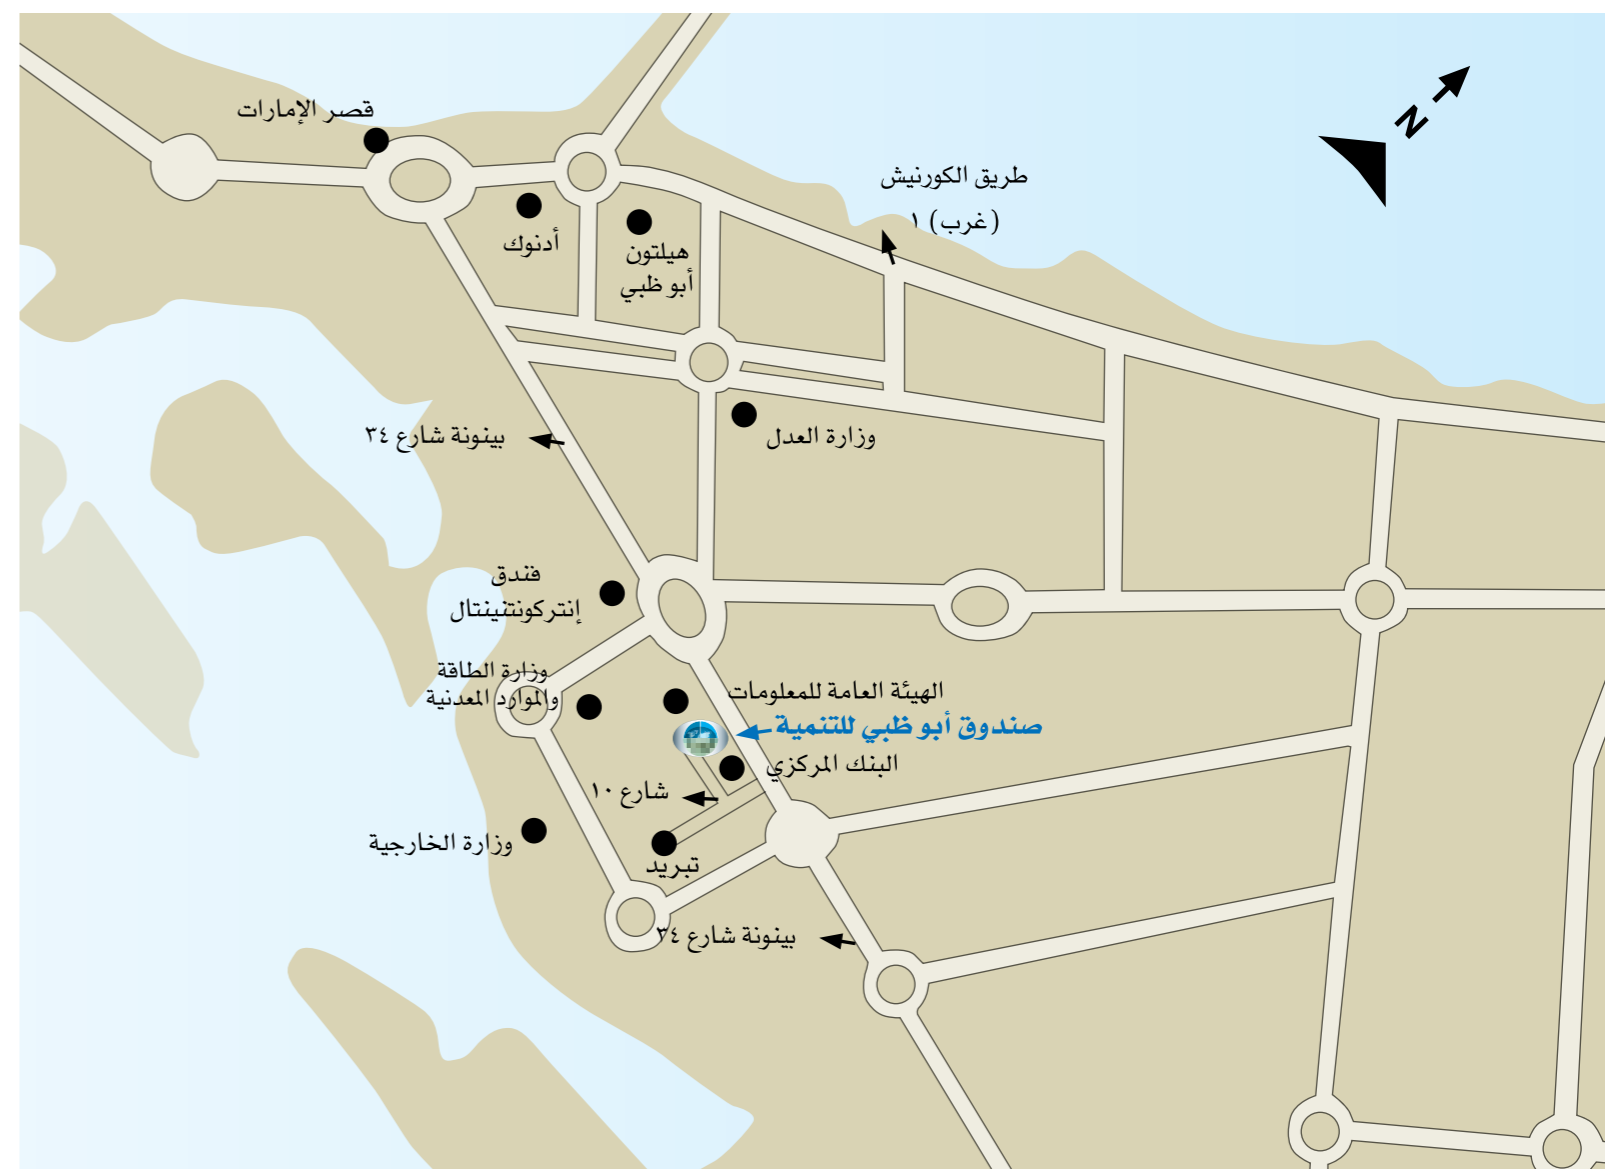 قصر الإمارات
N
طريق الكورنيش
(غرب) ١
أدنوك
هيلتون
أبو ظبي
بينونة شارع ٣٤
وزارة العدل
فندق
إنتركونتنينتال
وزارة الطاقة
والموارد المعدنية
الهيئة العامة للمعلومات
صندوق أبو ظبي للتنمية
البنك المركزي
شارع ١٠
وزارة الخارجية
تبريد
بينونة شارع ٣٤